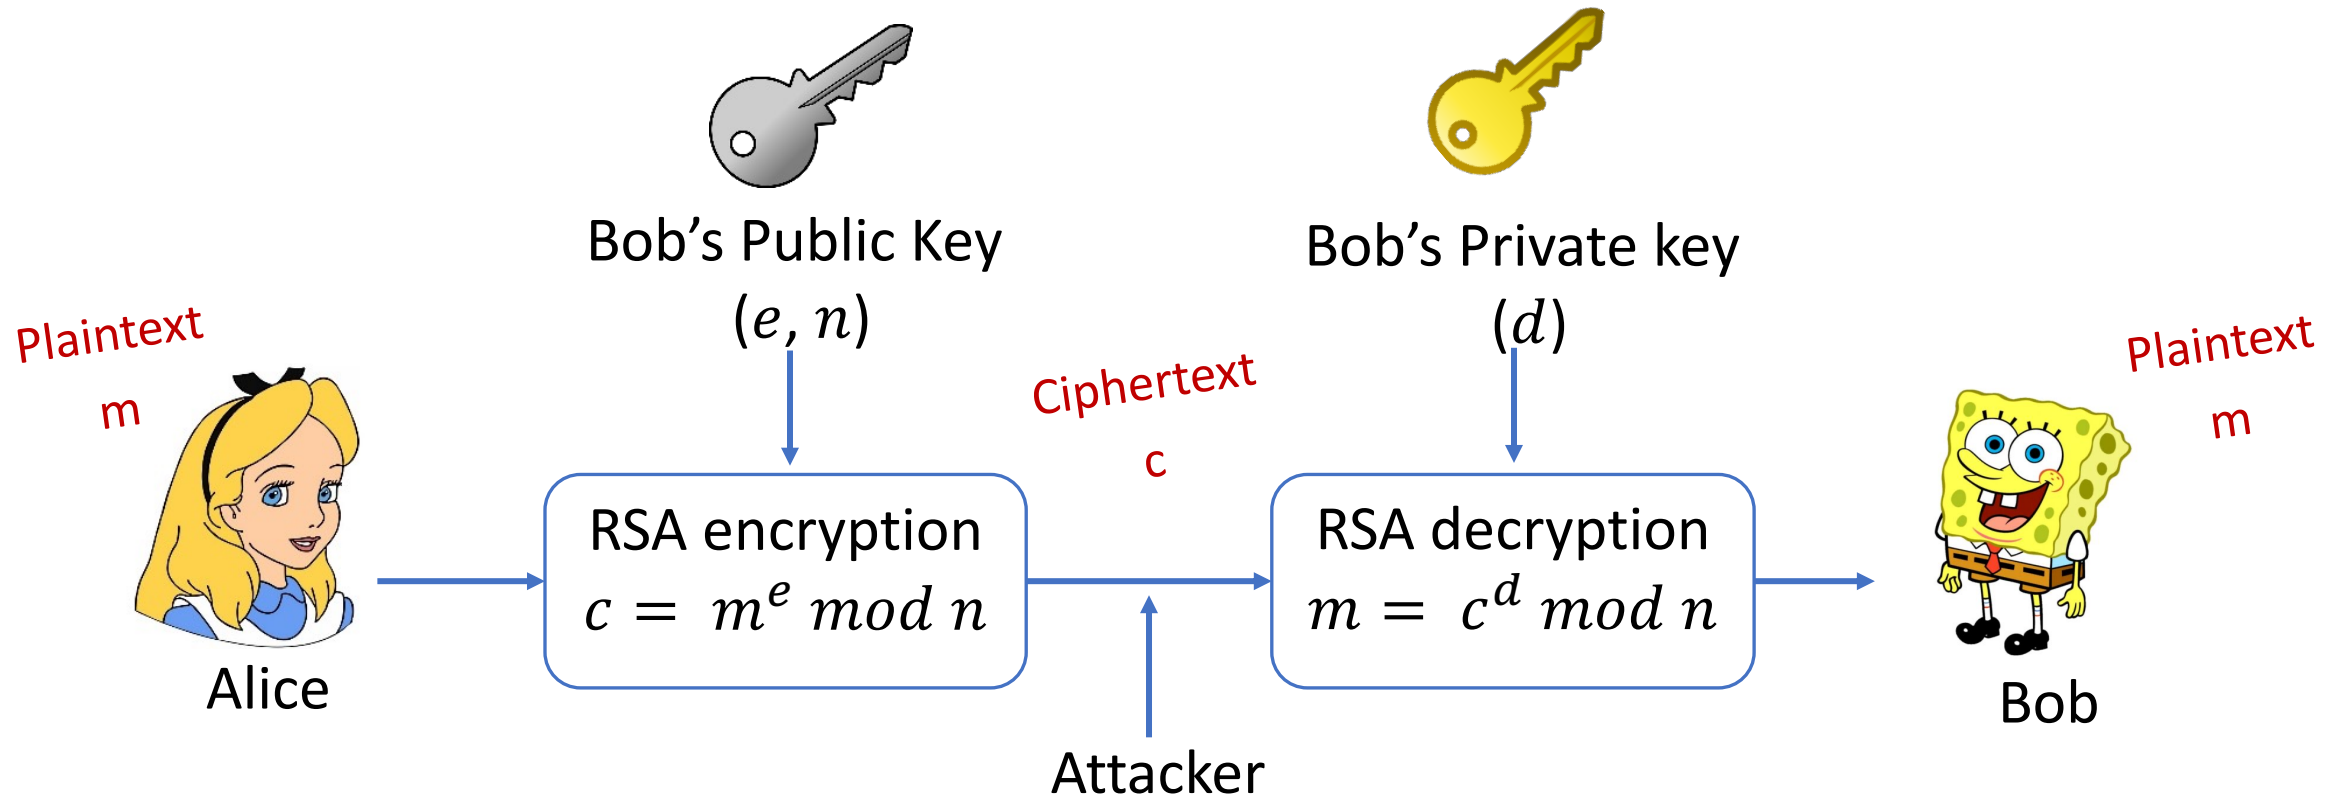 Bob's Public Key
(e, n)
Bob's Private key
(d)
Plaintext
m
Ciphertext
c
Plaintext
m
RSA encryption
c = m^e mod n
RSA decryption
m = c^d mod n
Alice
Bob
Attacker